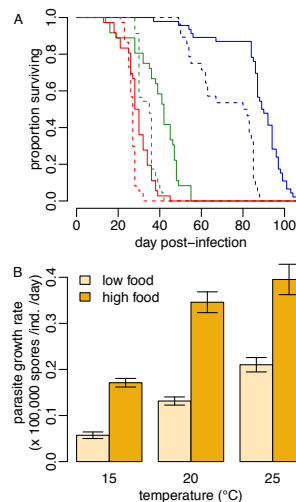 A
proportion surviving
1.0
0.8
0.6
0.4
0.2
0.0
0 20 40 60 80 100
day post−infection
B
low food
high food
parasite growth rate
(x 100,000 spores /ind. /day)
0.4
0.3
0.2
0.1
0.0
15 20 25
temperature (°C)